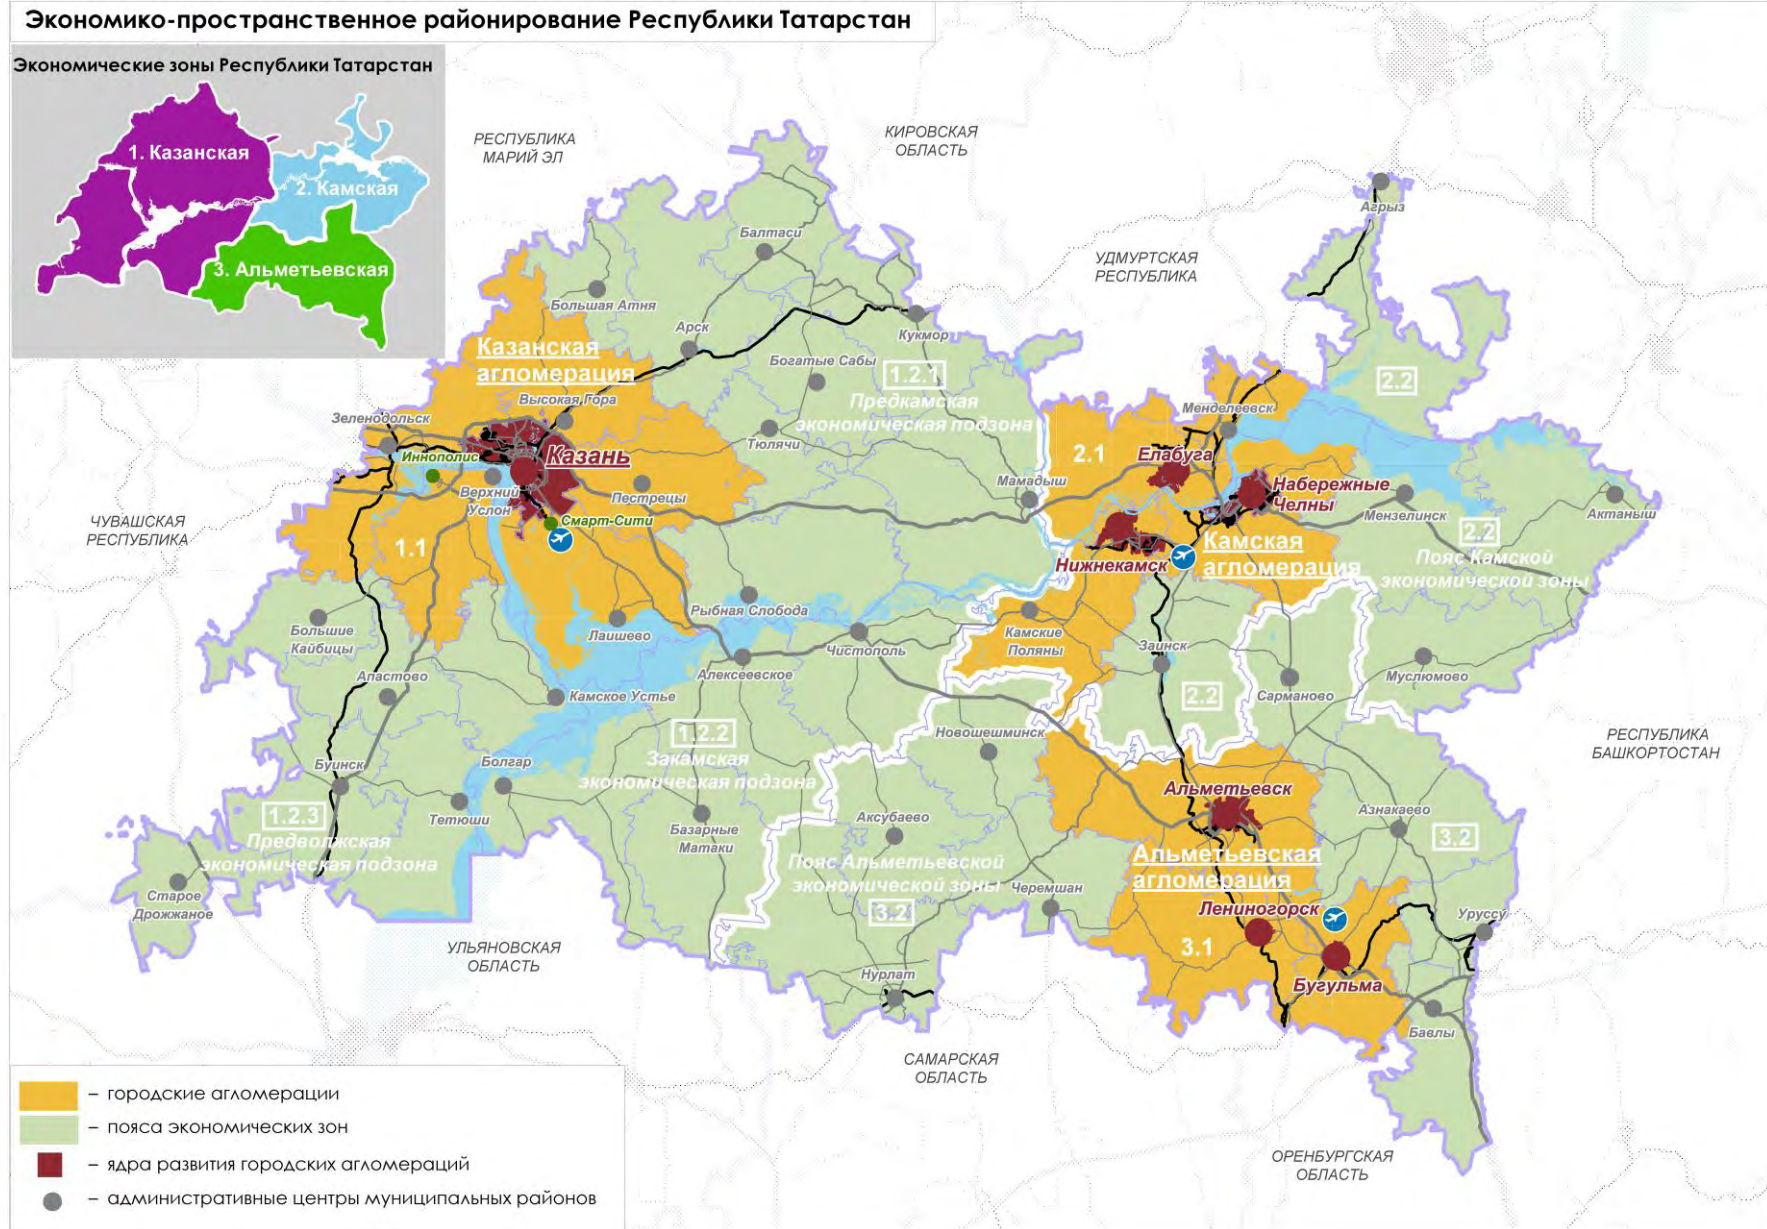 Экономико-пространственное районирование Республики Татарстан
Экономические зоны Республики Татарстан
1. Казанская
2. Камская
3. Альметьевская
РЕСПУБЛИКА
МАРИЙ ЭЛ
КИРОВСКАЯ
ОБЛАСТЬ
УДМУРТСКАЯ
РЕСПУБЛИКА
Агрыз
Балтаси
Большая Атня
Арск
Кукмор
Богатые Сабы
Казанская
агломерация
1.2.1
Предкамская
экономическая подзона
2.2
Высокая Гора
Зеленодольск
Менделеевск
Тюлячи
Иннополис
Казань
2.1
Елабуга
Верхний
Услон
Пестрецы
Мамадыш
Набережные
Челны
Мензелинск
Актаныш
Смарт-Сити
ЧУВАШСКАЯ
РЕСПУБЛИКА
1.1
Нижнекамск
Камская
агломерация
2.2
Пояс Камской
экономической зоны
Рыбная Слобода
Большие
Кайбицы
Лаишево
Чистополь
Камские
Поляны
Заинск
Апастово
Алексеевское
Камское Устье
2.2
Сарманово
Муслюмово
1.2.2
Закамская
экономическая подзона
Новошешминск
РЕСПУБЛИКА
БАШКОРТОСТАН
Буинск
Болгар
Альметьевск
1.2.3
Предволжская
экономическая подзона
Тетюши
Базарные
Матаки
Аксубаево
Азнакаево
3.2
Пояс Альметьевской
экономической зоны
Альметьевская
агломерация
Старое
Дрожжаное
3.2
Черемшан
Лениногорск
Уруссу
УЛЬЯНОВСКАЯ
ОБЛАСТЬ
3.1
Нурлат
Бугульма
Бавлы
САМАРСКАЯ
ОБЛАСТЬ
ОРЕНБУРГСКАЯ
ОБЛАСТЬ
– городские агломерации
– пояса экономических зон
– ядра развития городских агломераций
– административные центры муниципальных районов